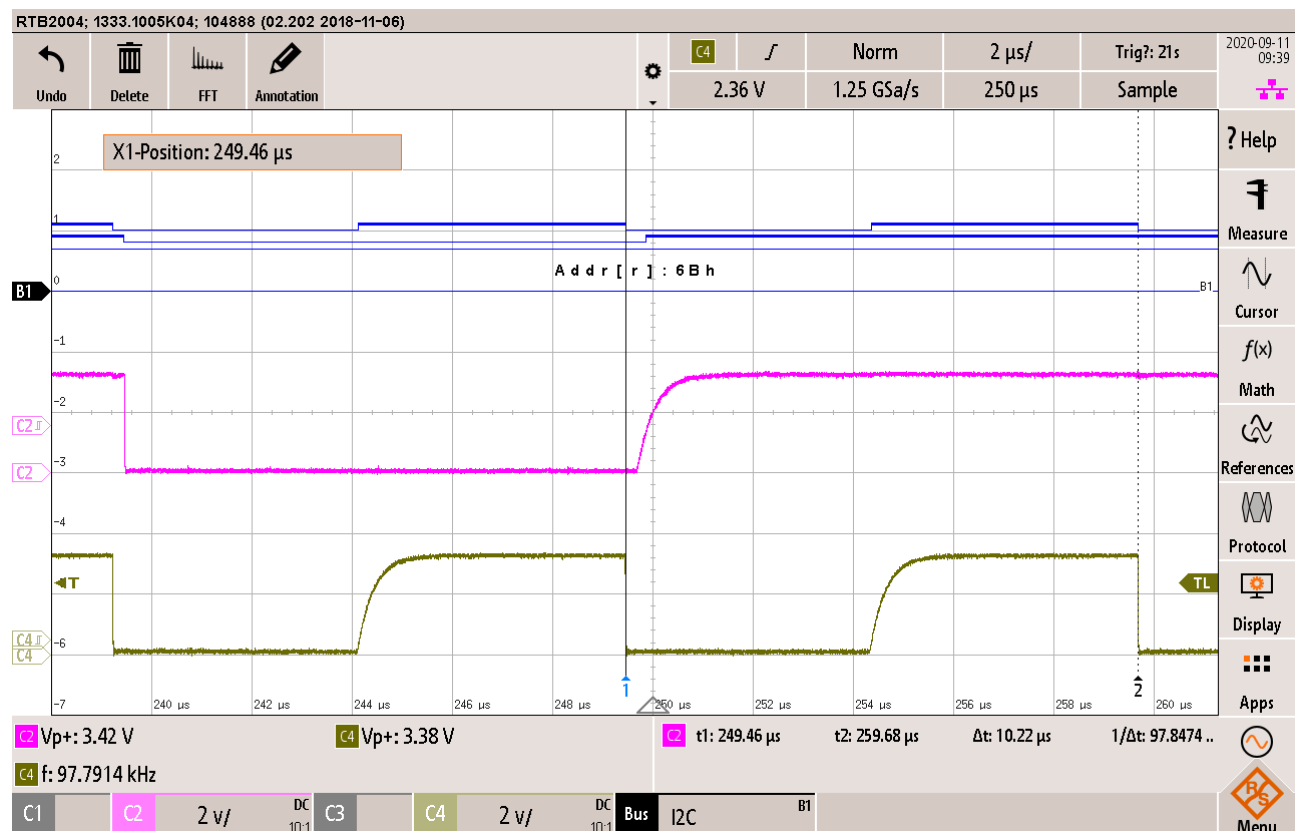 RTB2004; 1333.1005K04; 104888 (02.202 2018-11-06)
Undo Delete FFT Annotation
C4 Norm 2 µs/ Trig?: 21s
2.36 V 1.25 GSa/s 250 µs Sample
2020-09-11
09:39
X1-Position: 249.46 µs
? Help
Measure
Cursor
f(x)
Math
References
Protocol
Display
Apps
Menu
2
1
0
-1
-2
-3
-4
-6
-7
Addr[r]:6Bh
B1
B1
C2
C2
T
TL
C4
C4
1
2
240 µs 242 µs 244 µs 246 µs 248 µs 250 µs 252 µs 254 µs 256 µs 258 µs 260 µs
C2 Vp+: 3.42 V C4 Vp+: 3.38 V C2 t1: 249.46 µs t2: 259.68 µs Δt: 10.22 µs 1/Δt: 97.8474 ..
C4 f: 97.7914 kHz
R&S
C1 C2 2 v/ DC 10:1 C3 C4 2 v/ DC 10:1 Bus I2C B1